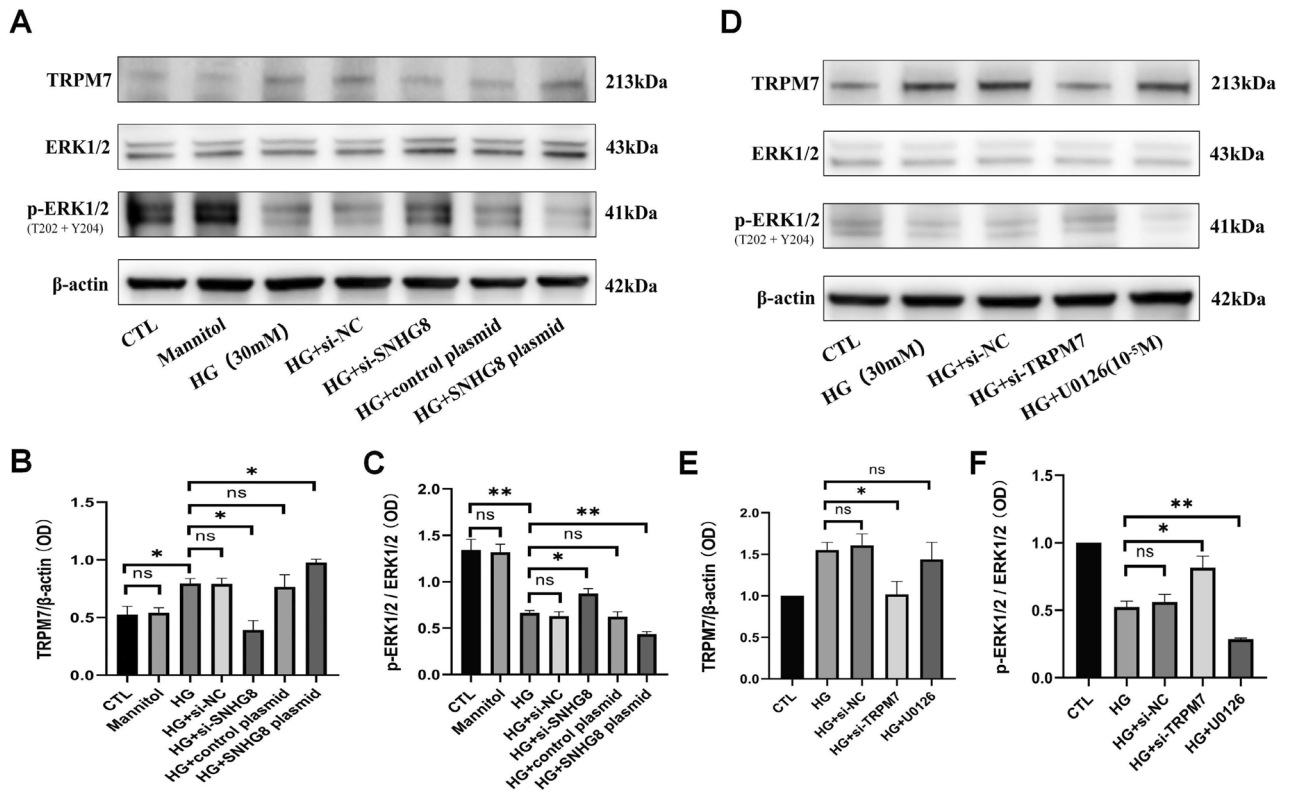 A
TRPM7 213kDa
ERK1/2 43kDa
p-ERK1/2 41kDa
(T202 + Y204)
β-actin 42kDa
CTL
Mannitol
HG (30mM)
HG+si-NC
HG+si-SNHG8
HG+control plasmid
HG+SNHG8 plasmid
D
TRPM7 213kDa
ERK1/2 43kDa
p-ERK1/2 41kDa
(T202 + Y204)
β-actin 42kDa
CTL
HG (30mM)
HG+si-NC
HG+si-TRPM7
HG+U0126(10⁻⁵M)
B
TRPM7/β-actin (OD)
1.5
1.0
0.5
0.0
*
ns
*
ns
*
ns
CTL
Mannitol
HG
HG+si-NC
HG+si-SNHG8
HG+control plasmid
HG+SNHG8 plasmid
C
p-ERK1/2 / ERK1/2 (OD)
2.0
1.5
1.0
0.5
0.0
**
ns
**
ns
*
ns
CTL
Mannitol
HG
HG+si-NC
HG+si-SNHG8
HG+control plasmid
HG+SNHG8 plasmid
E
TRPM7/β-actin (OD)
2.0
1.5
1.0
0.5
0.0
ns
*
ns
CTL
HG
HG+si-NC
HG+si-TRPM7
HG+U0126
F
p-ERK1/2 / ERK1/2 (OD)
1.5
1.0
0.5
0.0
**
*
ns
CTL
HG
HG+si-NC
HG+si-TRPM7
HG+U0126